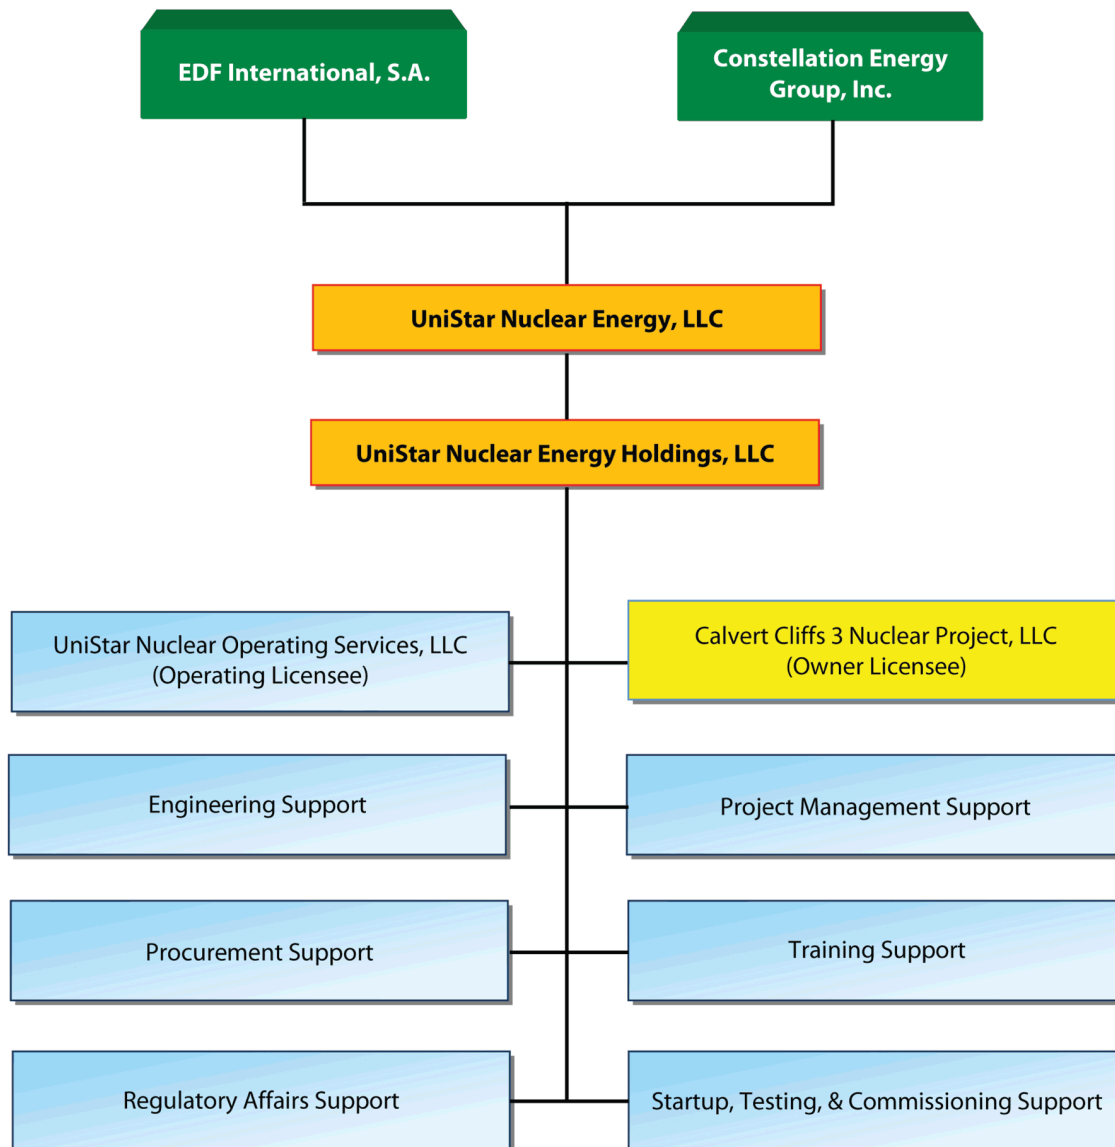 EDF International, S.A.
Constellation Energy
Group, Inc.
UniStar Nuclear Energy, LLC
UniStar Nuclear Energy Holdings, LLC
UniStar Nuclear Operating Services, LLC
(Operating Licensee)
Calvert Cliffs 3 Nuclear Project, LLC
(Owner Licensee)
Engineering Support
Project Management Support
Procurement Support
Training Support
Regulatory Affairs Support
Startup, Testing, & Commissioning Support